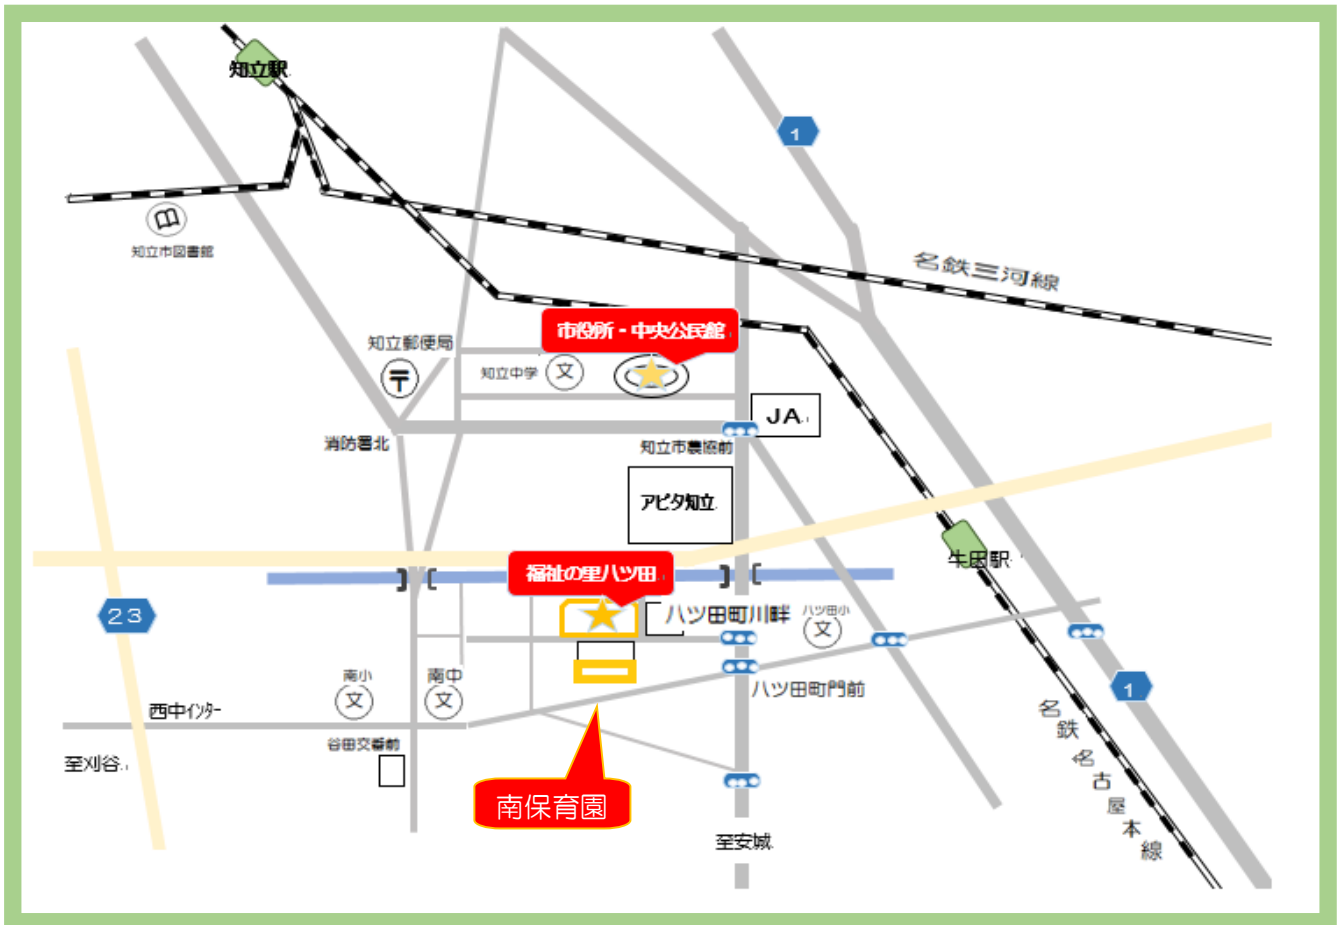 知立駅
1
知立市図書館
名鉄三河線
市役所・中央公民館
知立郵便局
知立中学
文
JA
消防署北
知立市農協前
アピタ知立
牛田駅
福祉の里八ツ田
23
八ツ田町川畔
八ツ田小
文
南小
文
南中
文
八ツ田町門前
1
西中インター
谷田交番前
至刈谷
南保育園
至安城
名鉄名古屋本線